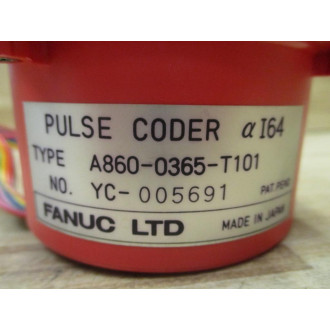 PULSE CODER αI64
TYPE A860-0365-T101
NO. YC-005691 PAT.PEND
FANUC LTD MADE IN JAPAN